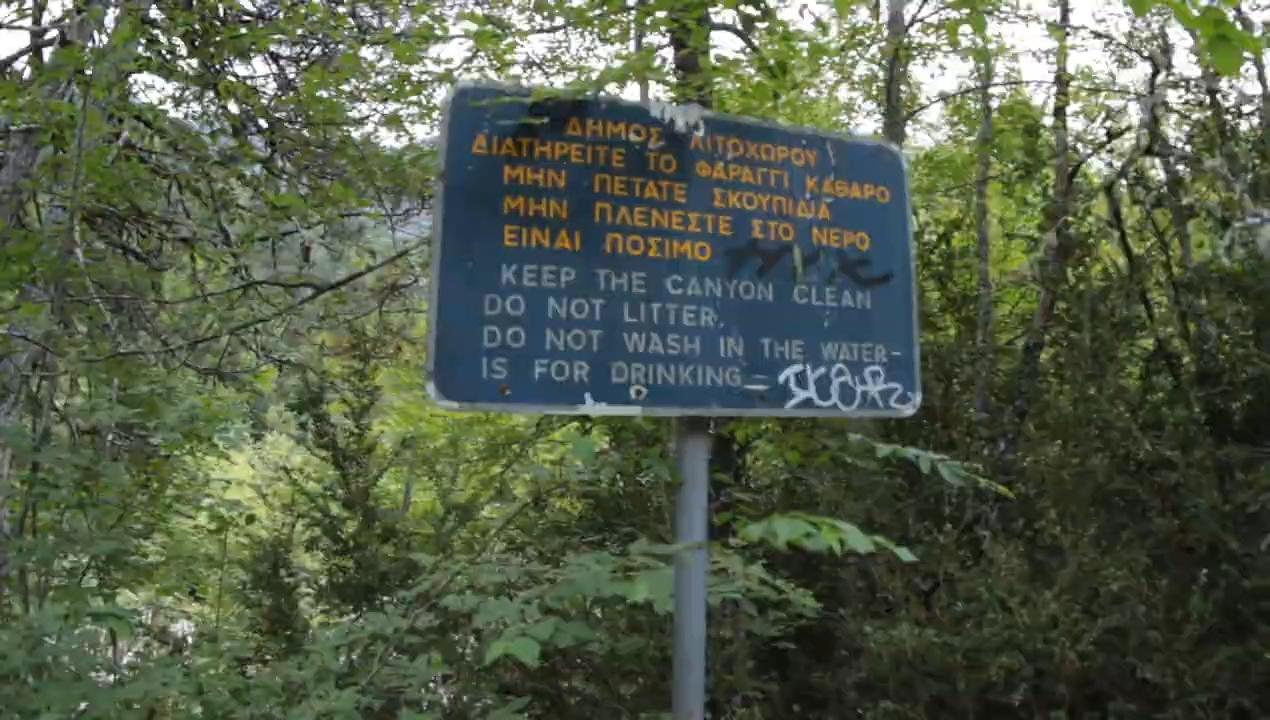 ΔΗΜΟΣ ΛΙΤΟΧΩΡΟΥ
ΔΙΑΤΗΡΕΙΤΕ ΤΟ ΦΑΡΑΓΓΙ ΚΑΘΑΡΟ
ΜΗΝ ΠΕΤΑΤΕ ΣΚΟΥΠΙΔΙΑ
ΜΗΝ ΠΛΕΝΕΣΤΕ ΣΤΟ ΝΕΡΟ
ΕΙΝΑΙ ΠΟΣΙΜΟ
KEEP THE CANYON CLEAN
DO NOT LITTER.
DO NOT WASH IN THE WATER-
IS FOR DRINKING